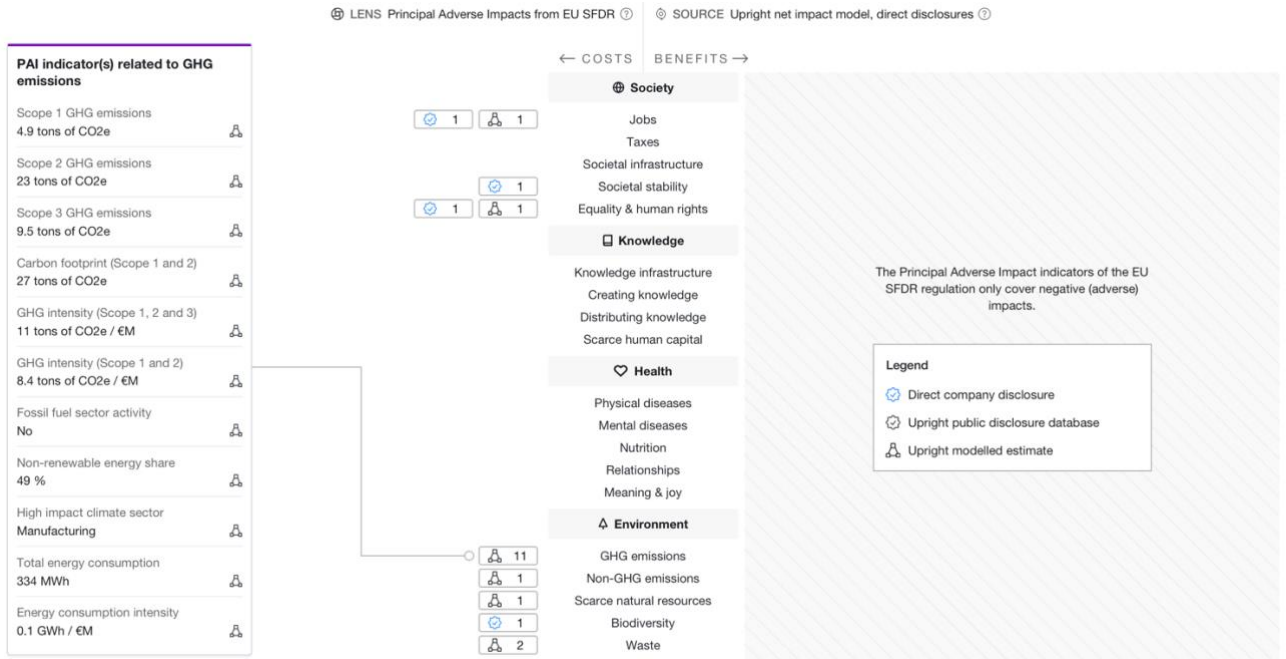 LENS Principal Adverse Impacts from EU SFDR ?
SOURCE Upright net impact model, direct disclosures ?
PAI indicator(s) related to GHG
emissions
Scope 1 GHG emissions
4.9 tons of CO2e
Scope 2 GHG emissions
23 tons of CO2e
Scope 3 GHG emissions
9.5 tons of CO2e
Carbon footprint (Scope 1 and 2)
27 tons of CO2e
GHG intensity (Scope 1, 2 and 3)
11 tons of CO2e / €M
GHG intensity (Scope 1 and 2)
8.4 tons of CO2e / €M
Fossil fuel sector activity
No
Non-renewable energy share
49 %
High impact climate sector
Manufacturing
Total energy consumption
334 MWh
Energy consumption intensity
0.1 GWh / €M
← COSTS BENEFITS →
Society
1 1 Jobs
Taxes
Societal infrastructure
1 Societal stability
1 1 Equality & human rights
Knowledge
Knowledge infrastructure
Creating knowledge
Distributing knowledge
Scarce human capital
Health
Physical diseases
Mental diseases
Nutrition
Relationships
Meaning & joy
Environment
11 GHG emissions
1 Non-GHG emissions
1 Scarce natural resources
1 Biodiversity
2 Waste
The Principal Adverse Impact indicators of the EU
SFDR regulation only cover negative (adverse)
impacts.
Legend
Direct company disclosure
Upright public disclosure database
Upright modelled estimate